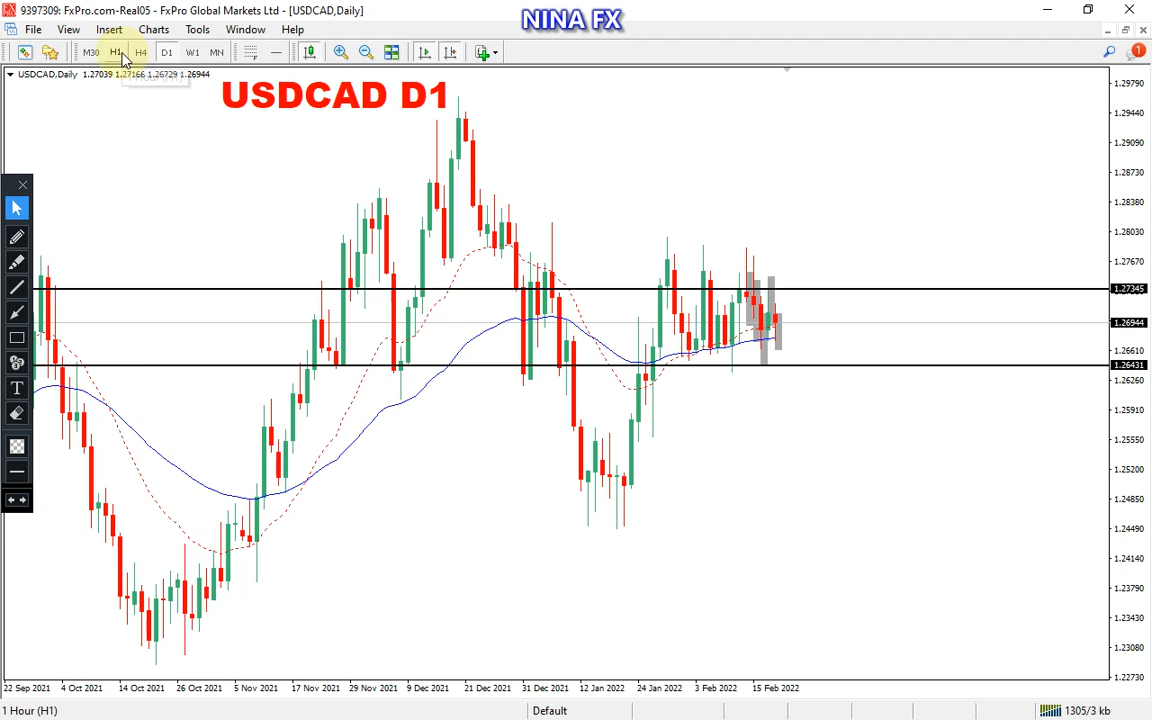 9397309: FxPro.com-Real05 - FxPro Global Markets Ltd - [USDCAD,Daily]
NINA FX
File View Insert Charts Tools Window Help
M30 H1 H4 D1 W1 MN
1
USDCAD,Daily 1.27039 1.27166 1.26729 1.26944
USDCAD D1
1.29790
1.29440
1.29090
1.28730
1.28380
1.28030
1.27670
1.27345
1.26944
1.26610
1.26431
1.26260
1.25910
1.25550
1.25200
1.24850
1.24490
1.24140
1.23790
1.23430
1.23080
1.22730
T
22 Sep 2021 4 Oct 2021 14 Oct 2021 26 Oct 2021 5 Nov 2021 17 Nov 2021 29 Nov 2021 9 Dec 2021 21 Dec 2021 31 Dec 2021 12 Jan 2022 24 Jan 2022 3 Feb 2022 15 Feb 2022
1 Hour (H1) Default 1305/3 kb